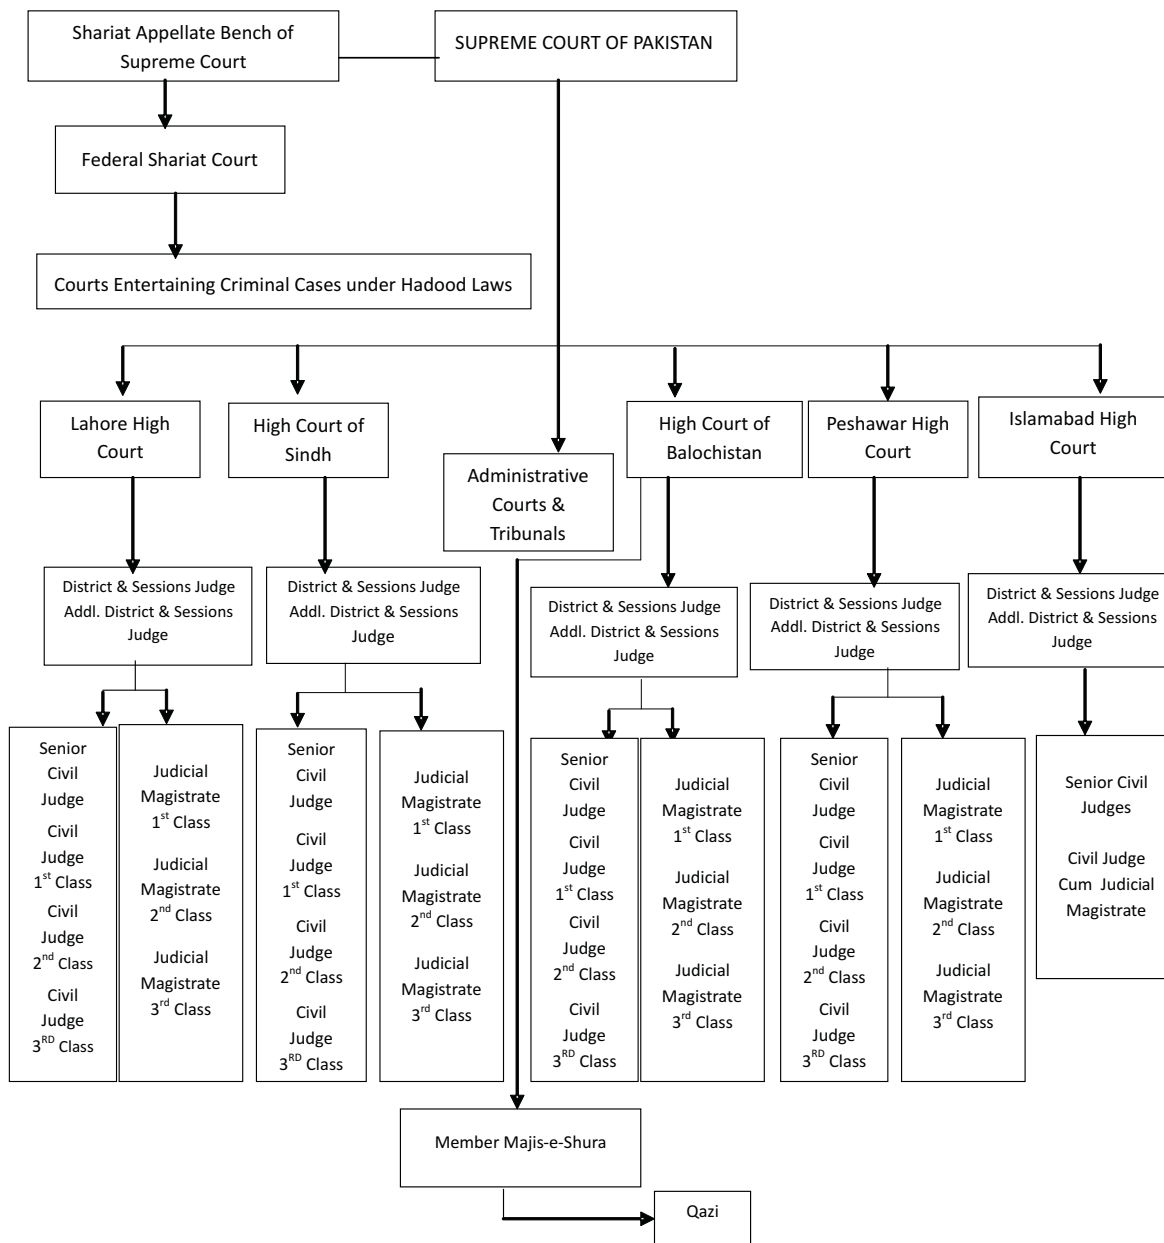 Shariat Appellate Bench of
Supreme Court
SUPREME COURT OF PAKISTAN
Federal Shariat Court
Courts Entertaining Criminal Cases under Hadood Laws
Lahore High
Court
High Court of
Sindh
Administrative
Courts &
Tribunals
High Court of
Balochistan
Peshawar High
Court
Islamabad High
Court
District & Sessions Judge
Addl. District & Sessions
Judge
District & Sessions Judge
Addl. District & Sessions
Judge
District & Sessions Judge
Addl. District & Sessions
Judge
District & Sessions Judge
Addl. District & Sessions
Judge
District & Sessions Judge
Addl. District & Sessions
Judge
Senior
Civil
Judge
Civil
Judge
1st Class
Civil
Judge
2nd Class
Civil
Judge
3RD Class
Judicial
Magistrate
1st Class
Judicial
Magistrate
2nd Class
Judicial
Magistrate
3rd Class
Senior
Civil
Judge
Civil
Judge
1st Class
Civil
Judge
2nd Class
Civil
Judge
3RD Class
Judicial
Magistrate
1st Class
Judicial
Magistrate
2nd Class
Judicial
Magistrate
3rd Class
Senior
Civil
Judge
Civil
Judge
1st Class
Civil
Judge
2nd Class
Civil
Judge
3RD Class
Judicial
Magistrate
1st Class
Judicial
Magistrate
2nd Class
Judicial
Magistrate
3rd Class
Senior
Civil
Judge
Civil
Judge
1st Class
Civil
Judge
2nd Class
Civil
Judge
3RD Class
Judicial
Magistrate
1st Class
Judicial
Magistrate
2nd Class
Judicial
Magistrate
3rd Class
Senior Civil
Judges
Civil Judge
Cum Judicial
Magistrate
Member Majis-e-Shura
Qazi